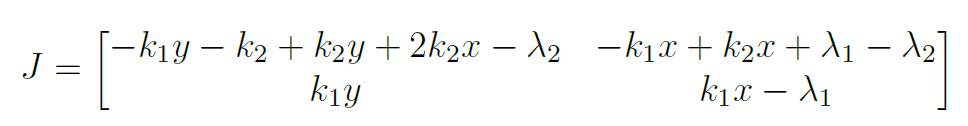 J = [ −k₁y − k₂ + k₂y + 2k₂x − λ₂   −k₁x + k₂x + λ₁ − λ₂
k₁y   k₁x − λ₁ ]